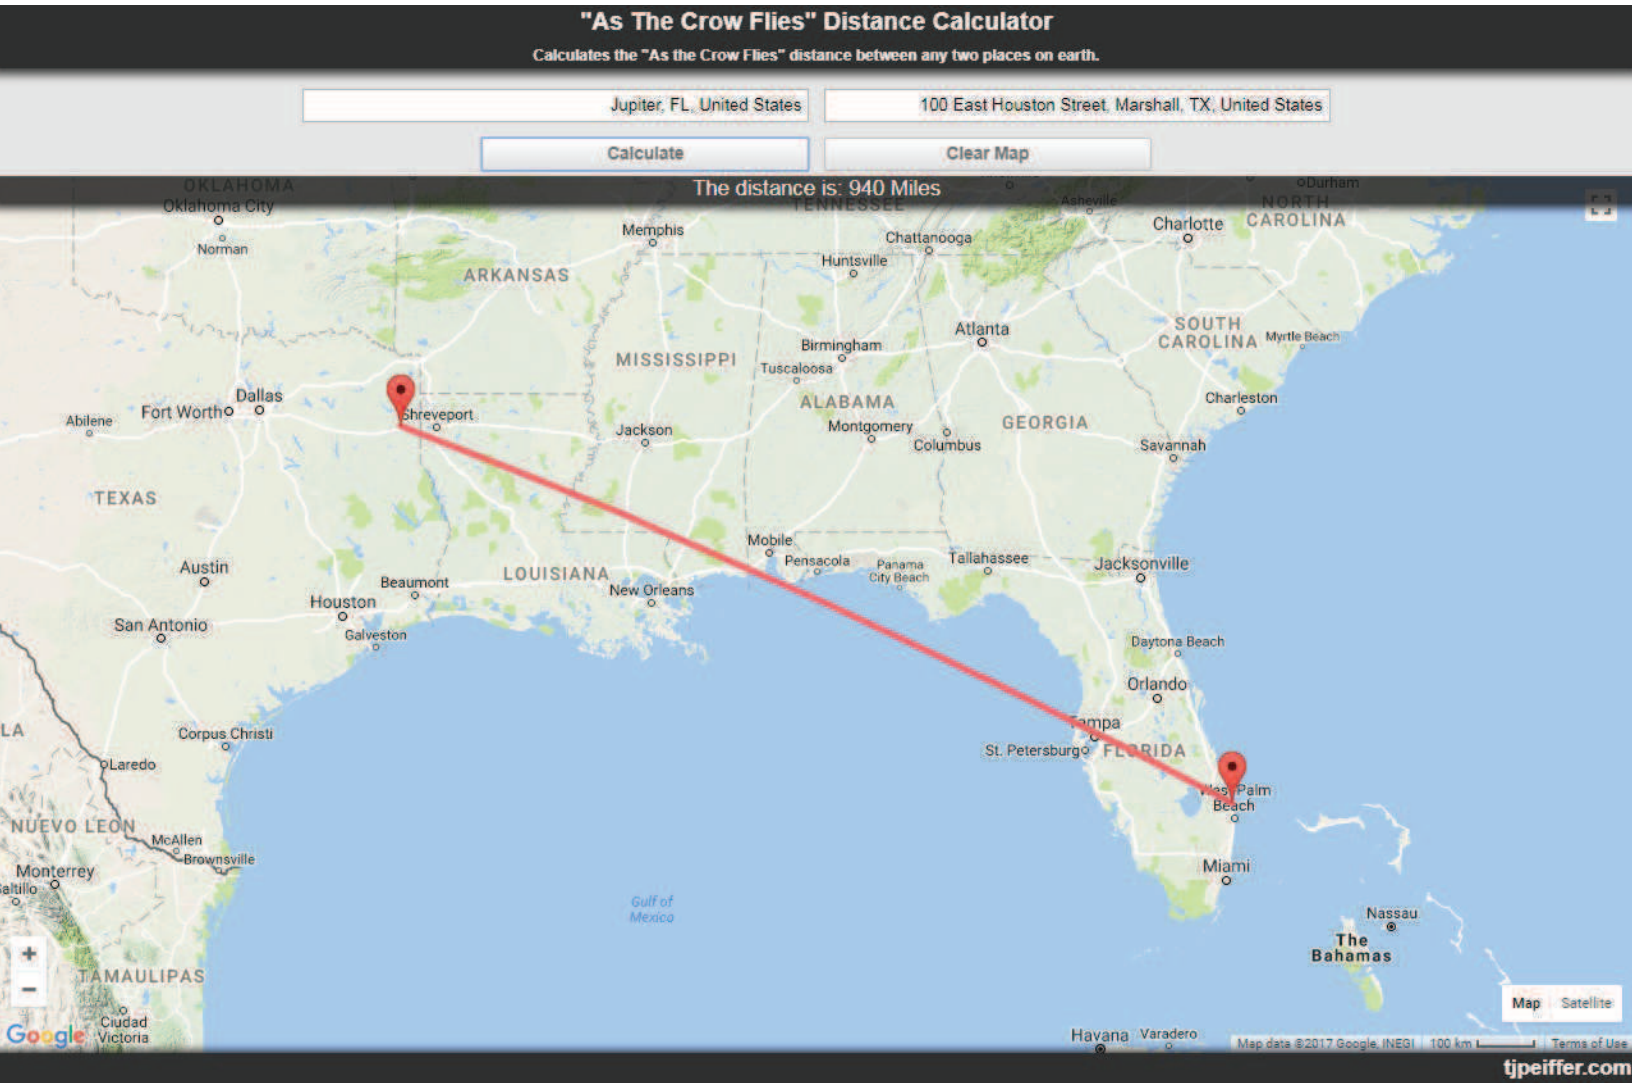 "As The Crow Flies" Distance Calculator
Calculates the "As the Crow Flies" distance between any two places on earth.
Jupiter, FL, United States
100 East Houston Street, Marshall, TX, United States
Calculate
Clear Map
The distance is: 940 Miles
OKLAHOMA
Oklahoma City
Norman
Memphis
TENNESSEE
Chattanooga
Huntsville
Asheville
Durham
NORTH
CAROLINA
Charlotte
ARKANSAS
Atlanta
SOUTH
CAROLINA
Myrtle Beach
Birmingham
MISSISSIPPI
Tuscaloosa
Dallas
Fort Worth
Abilene
Shreveport
Jackson
ALABAMA
Montgomery
Columbus
GEORGIA
Charleston
Savannah
TEXAS
Mobile
Pensacola
Panama
City Beach
Tallahassee
Jacksonville
Austin
Beaumont
LOUISIANA
New Orleans
Houston
San Antonio
Galveston
Daytona Beach
Orlando
Tampa
St. Petersburg
FLORIDA
LA
Corpus Christi
Laredo
West Palm
Beach
NUEVO LEON
McAllen
Brownsville
Monterrey
Saltillo
Miami
Gulf of
Mexico
Nassau
The
Bahamas
+
−
TAMAULIPAS
Ciudad
Victoria
Google
Havana
Varadero
Map
Satellite
Map data ©2017 Google, INEGI
100 km
Terms of Use
tjpeiffer.com